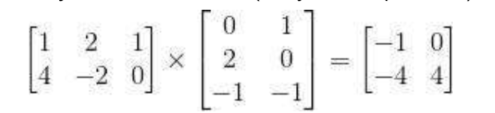 [1 2 1; 4 −2 0] × [0 1; 2 0; −1 −1] = [−1 0; −4 4]